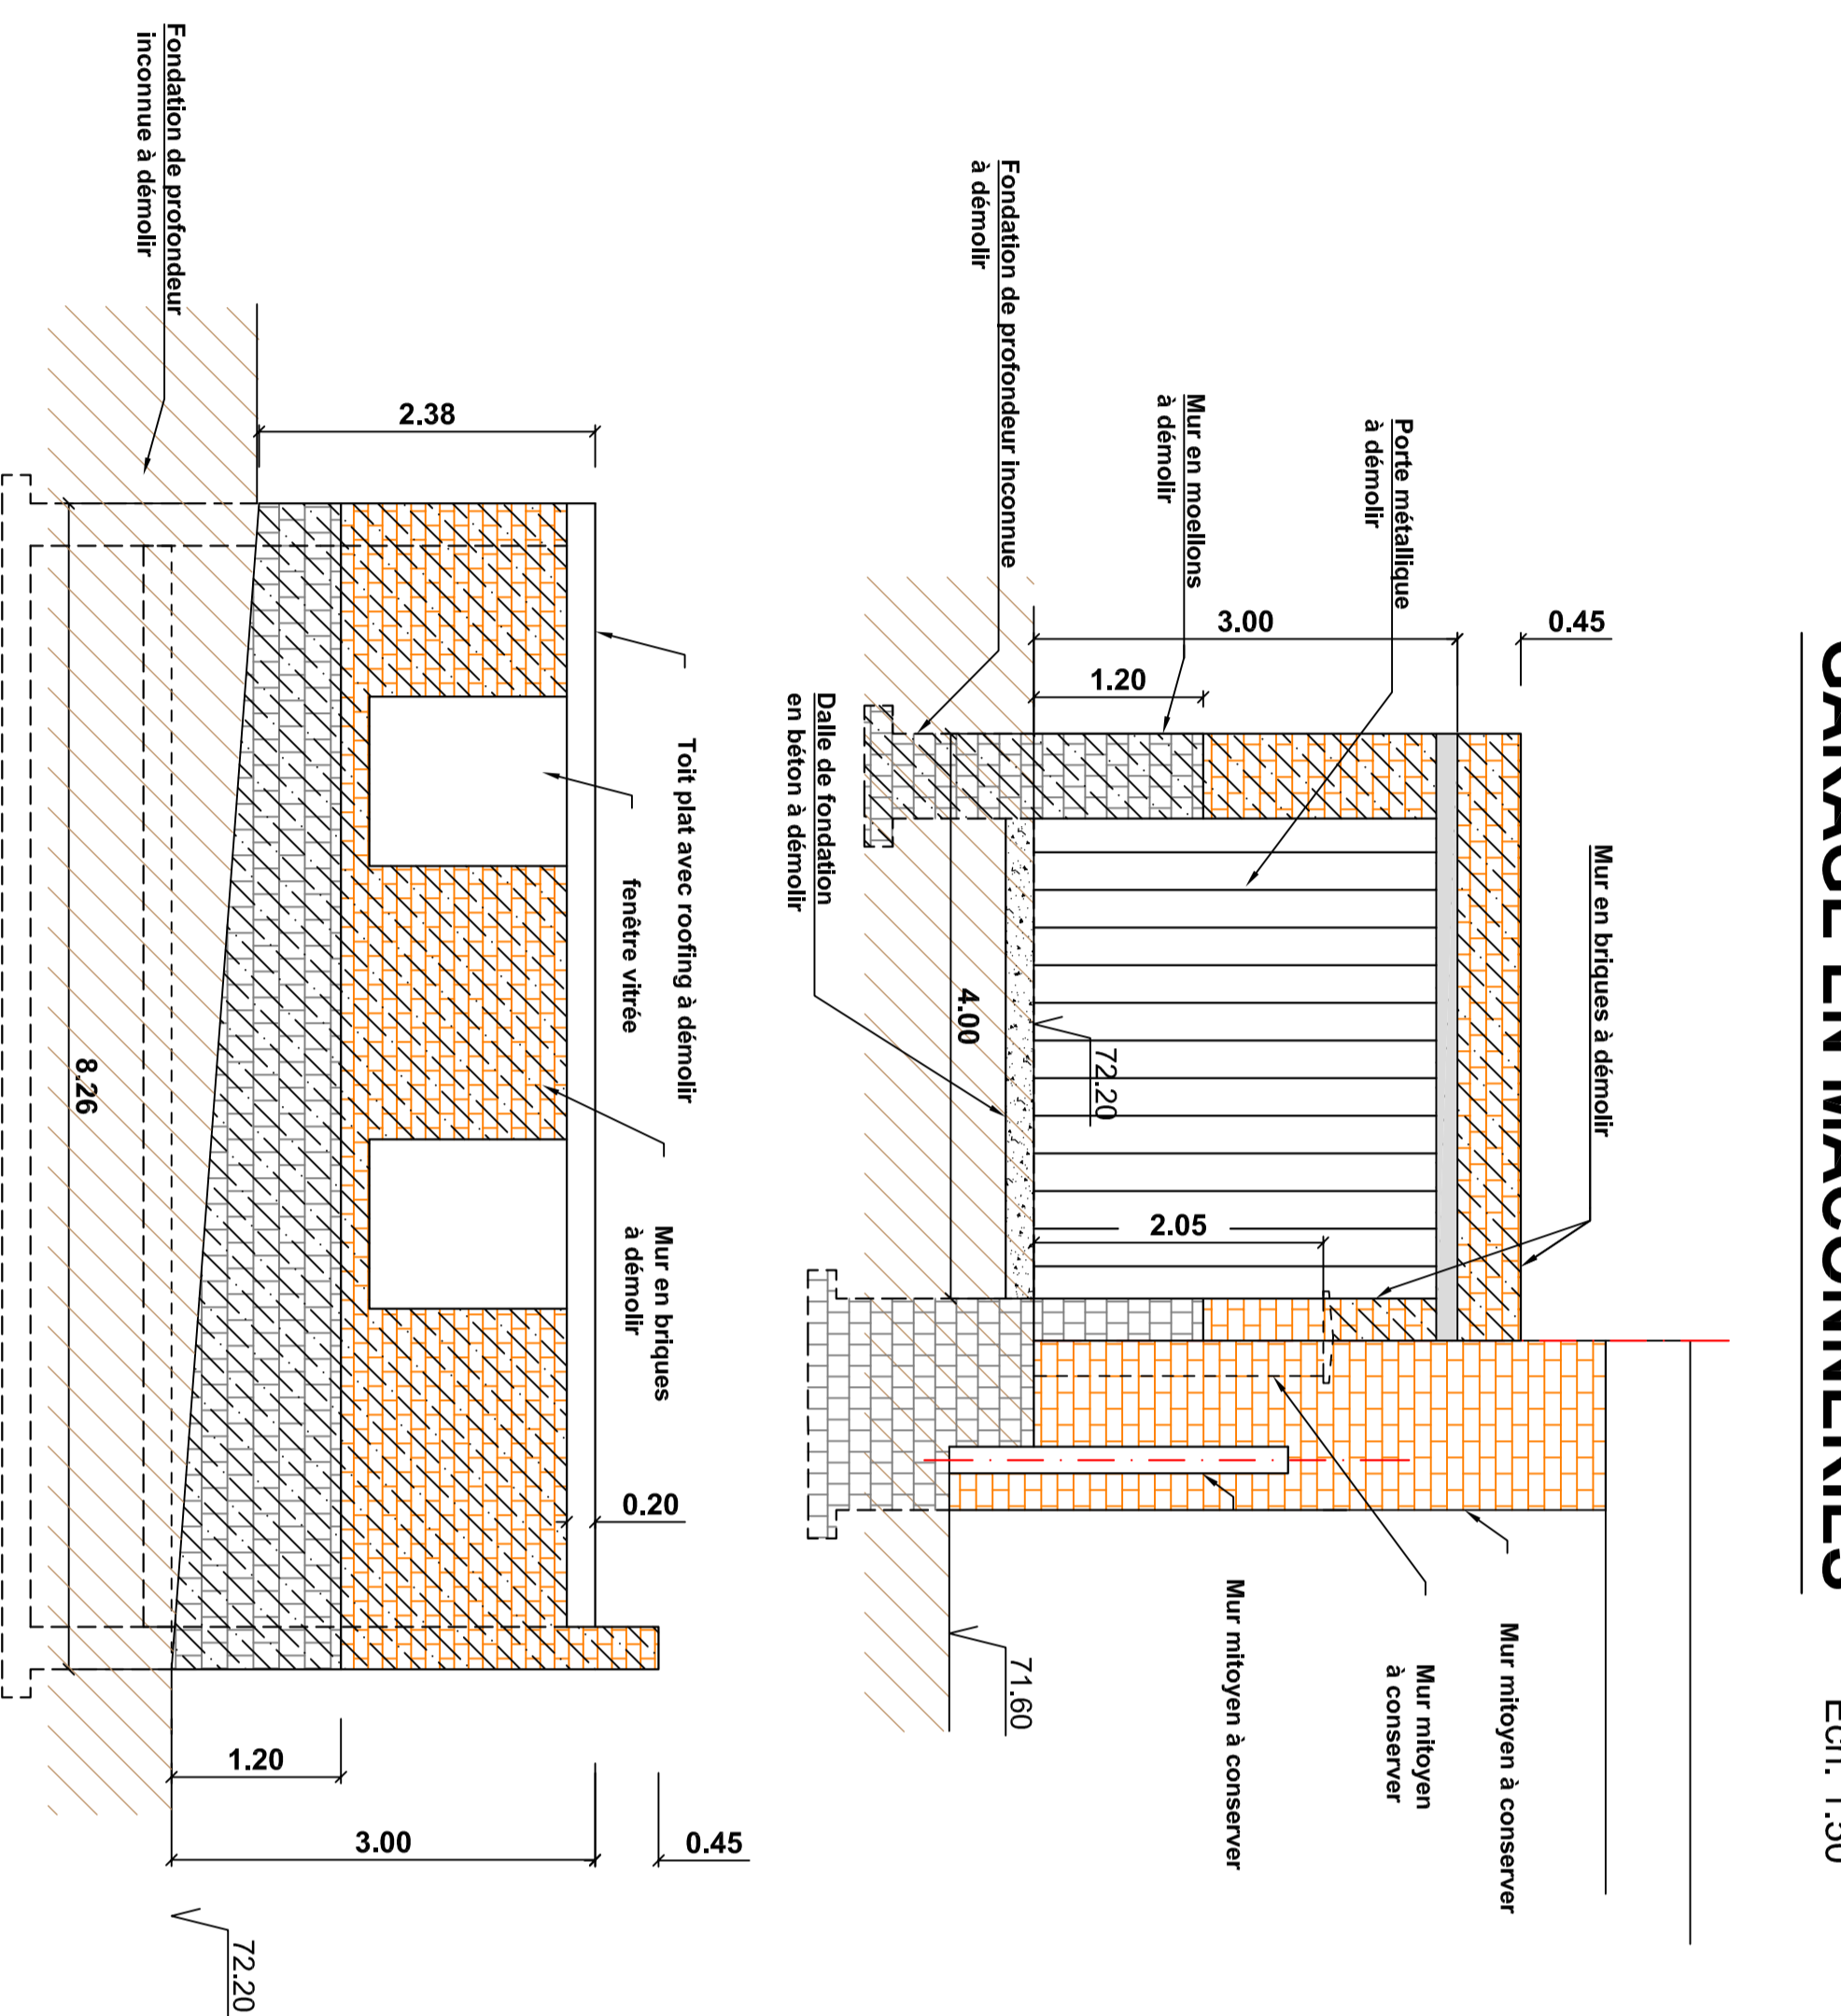 GARAGE EN MACONNERIES
Ech. 1:50
0.45
3.00
1.20
Mur en briques à démolir
Porte métallique
à démolir
Mur en moellons
à démolir
Fondation de profondeur inconnue
à démolir
Dalle de fondation
en béton à démolir
4.00
72.20
2.05
Mur mitoyen à conserver
Mur mitoyen
à conserver
Mur mitoyen à conserver
71.60
Toit plat avec roofing à démolir
fenêtre vitrée
Mur en briques
à démolir
2.38
Fondation de profondeur
inconnue à démolir
8.26
0.20
1.20
3.00
0.45
72.20